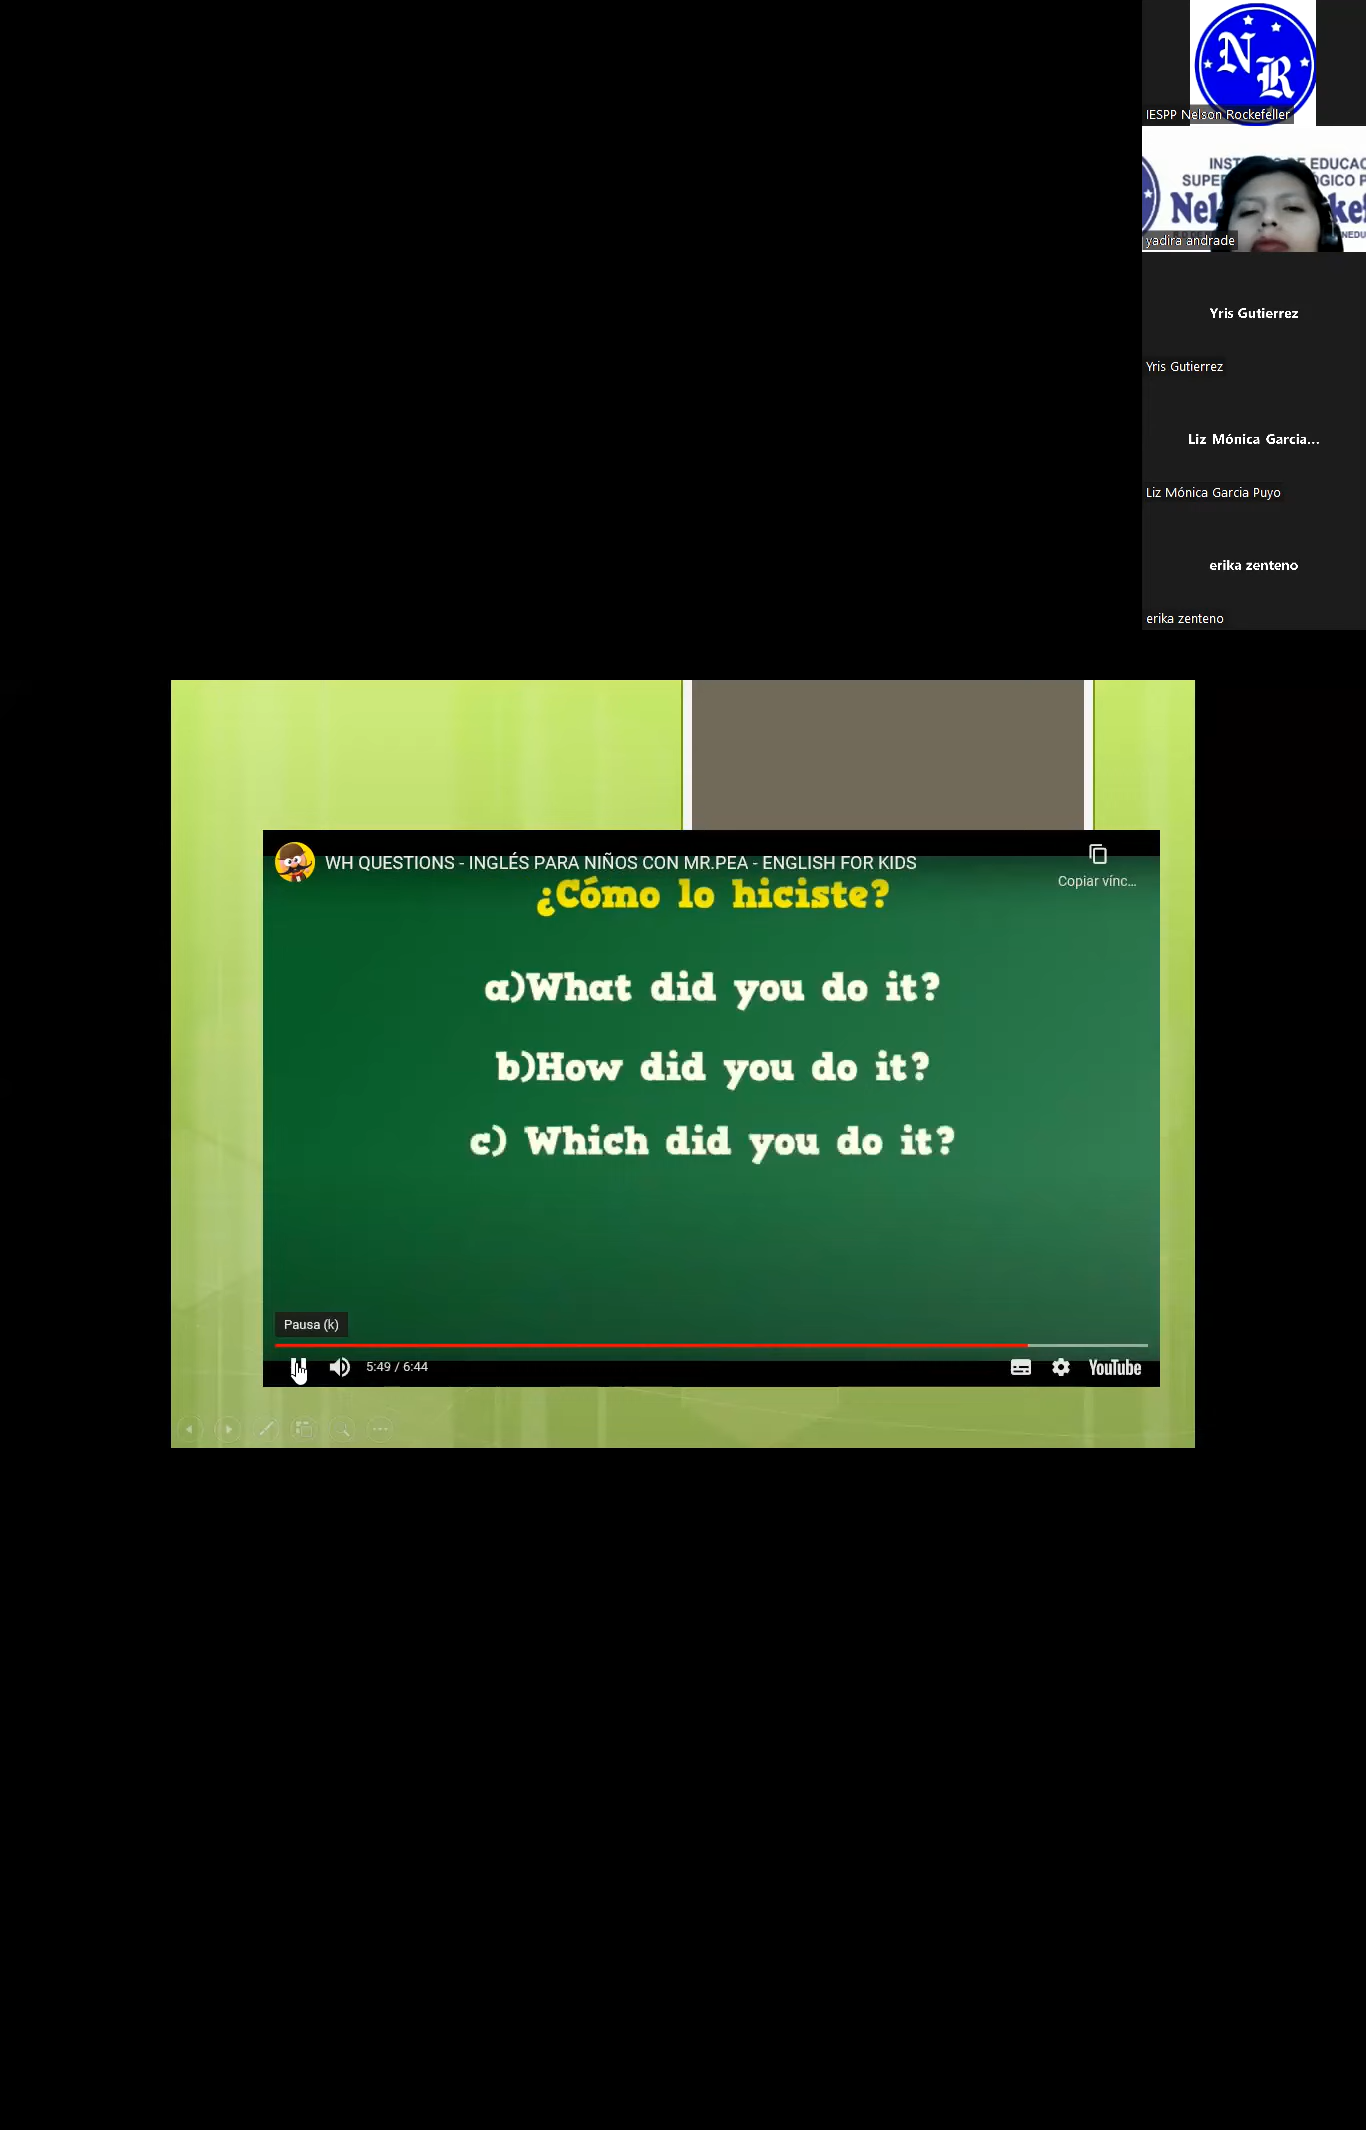 N R
IESPP Nelson Rockefeller
EDUCAC
SUPE
Nel
yadira andrade
Yris Gutierrez
Yris Gutierrez
Liz Mónica Garcia...
Liz Mónica Garcia Puyo
erika zenteno
erika zenteno
WH QUESTIONS - INGLÉS PARA NIÑOS CON MR.PEA - ENGLISH FOR KIDS
Copiar vínc...
¿Cómo lo hiciste?
a)What did you do it?
b)How did you do it?
c) Which did you do it?
Pausa (k)
5:49 / 6:44
YouTube